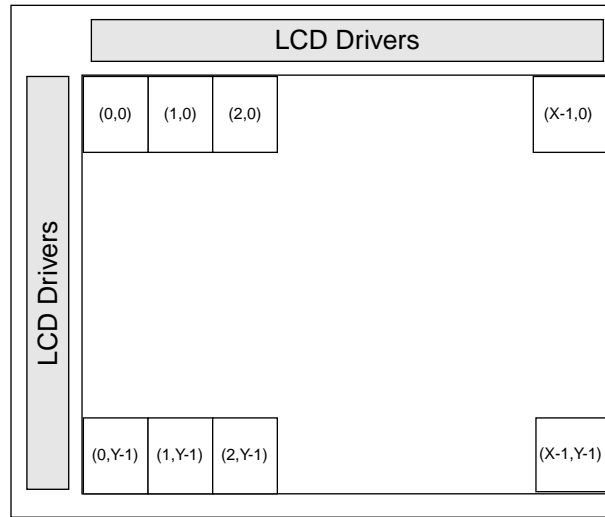 LCD Drivers
LCD Drivers
(0,0) (1,0) (2,0) (X-1,0)
(0,Y-1) (1,Y-1) (2,Y-1) (X-1,Y-1)